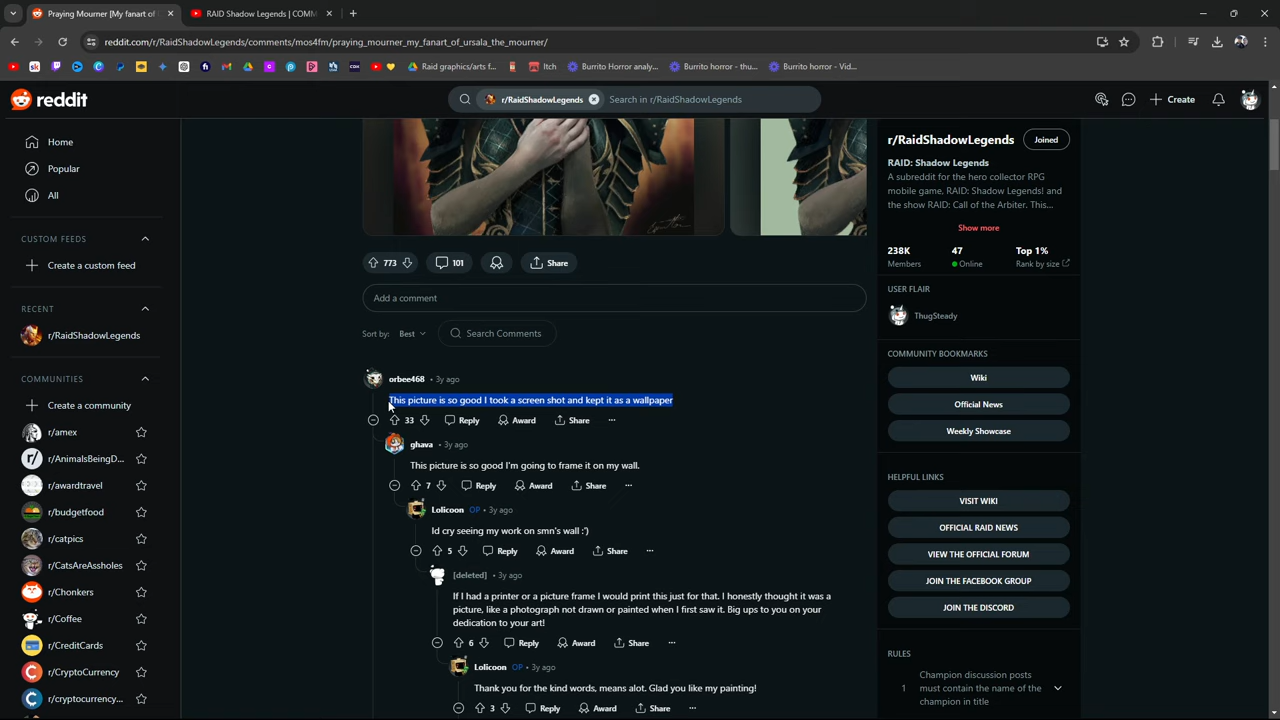 Praying Mourner [My fanart of
RAID Shadow Legends | COMM
reddit.com/r/RaidShadowLegends/comments/mos4fm/praying_mourner_my_fanart_of_ursala_the_mourner/
Raid graphics/arts f...
Itch
Burrito Horror analy...
Burrito horror - thu...
Burrito horror - Vid...
reddit
r/RaidShadowLegends
Search in r/RaidShadowLegends
Create
Home
Popular
All
CUSTOM FEEDS
Create a custom feed
RECENT
r/RaidShadowLegends
COMMUNITIES
Create a community
r/amex
r/AnimalsBeingD...
r/awardtravel
r/budgetfood
r/catpics
r/CatsAreAssholes
r/Chonkers
r/Coffee
r/CreditCards
r/CryptoCurrency
r/cryptocurrency...
773
101
Share
Add a comment
Sort by: Best
Search Comments
orbee468 • 3y ago
This picture is so good I took a screen shot and kept it as a wallpaper
33 Reply Award Share ...
ghava • 3y ago
This picture is so good I'm going to frame it on my wall.
7 Reply Award Share ...
Lolicoon OP • 3y ago
Id cry seeing my work on smn's wall :')
5 Reply Award Share ...
[deleted] • 3y ago
If I had a printer or a picture frame I would print this just for that. I honestly thought it was a
picture, like a photograph not drawn or painted when I first saw it. Big ups to you on your
dedication to your art!
6 Reply Award Share ...
Lolicoon OP • 3y ago
Thank you for the kind words, means alot. Glad you like my painting!
3 Reply Award Share ...
r/RaidShadowLegends
Joined
RAID: Shadow Legends
A subreddit for the hero collector RPG
mobile game, RAID: Shadow Legends! and
the show RAID: Call of the Arbiter. This...
Show more
238K 47 Top 1%
Members Online Rank by size
USER FLAIR
ThugSteady
COMMUNITY BOOKMARKS
Wiki
Official News
Weekly Showcase
HELPFUL LINKS
VISIT WIKI
OFFICIAL RAID NEWS
VIEW THE OFFICIAL FORUM
JOIN THE FACEBOOK GROUP
JOIN THE DISCORD
RULES
1 Champion discussion posts
must contain the name of the
champion in title